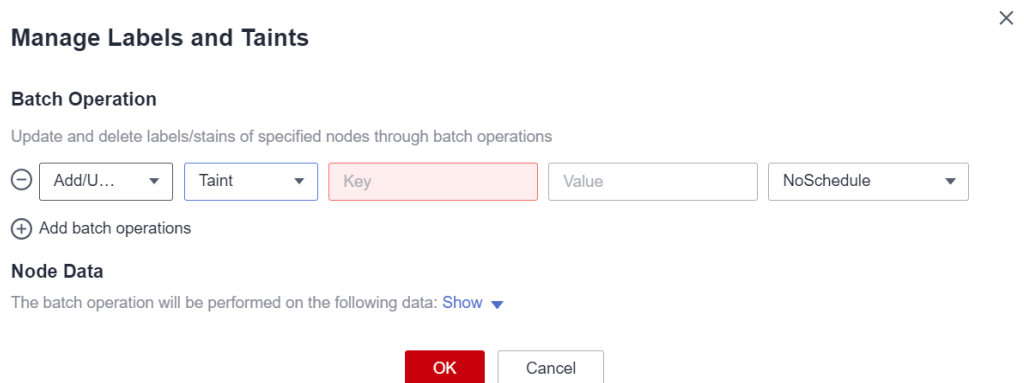 Manage Labels and Taints
Batch Operation
Update and delete labels/stains of specified nodes through batch operations
Add/U... Taint Key Value NoSchedule
Add batch operations
Node Data
The batch operation will be performed on the following data: Show
OK Cancel